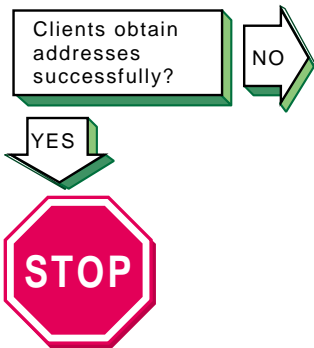 Clients obtain
addresses
successfully?
NO
YES
STOP